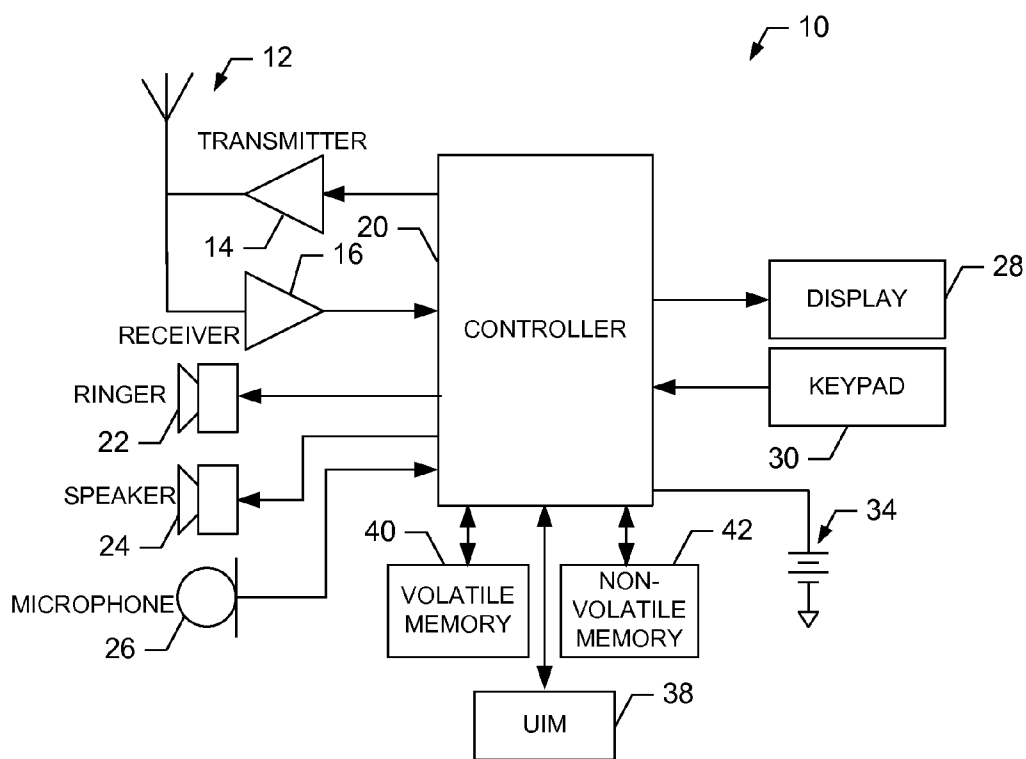 10
12
TRANSMITTER
14
20
16
RECEIVER
CONTROLLER
DISPLAY
28
RINGER
22
KEYPAD
30
SPEAKER
24
34
MICROPHONE
26
40
VOLATILE
MEMORY
42
NON-
VOLATILE
MEMORY
UIM
38